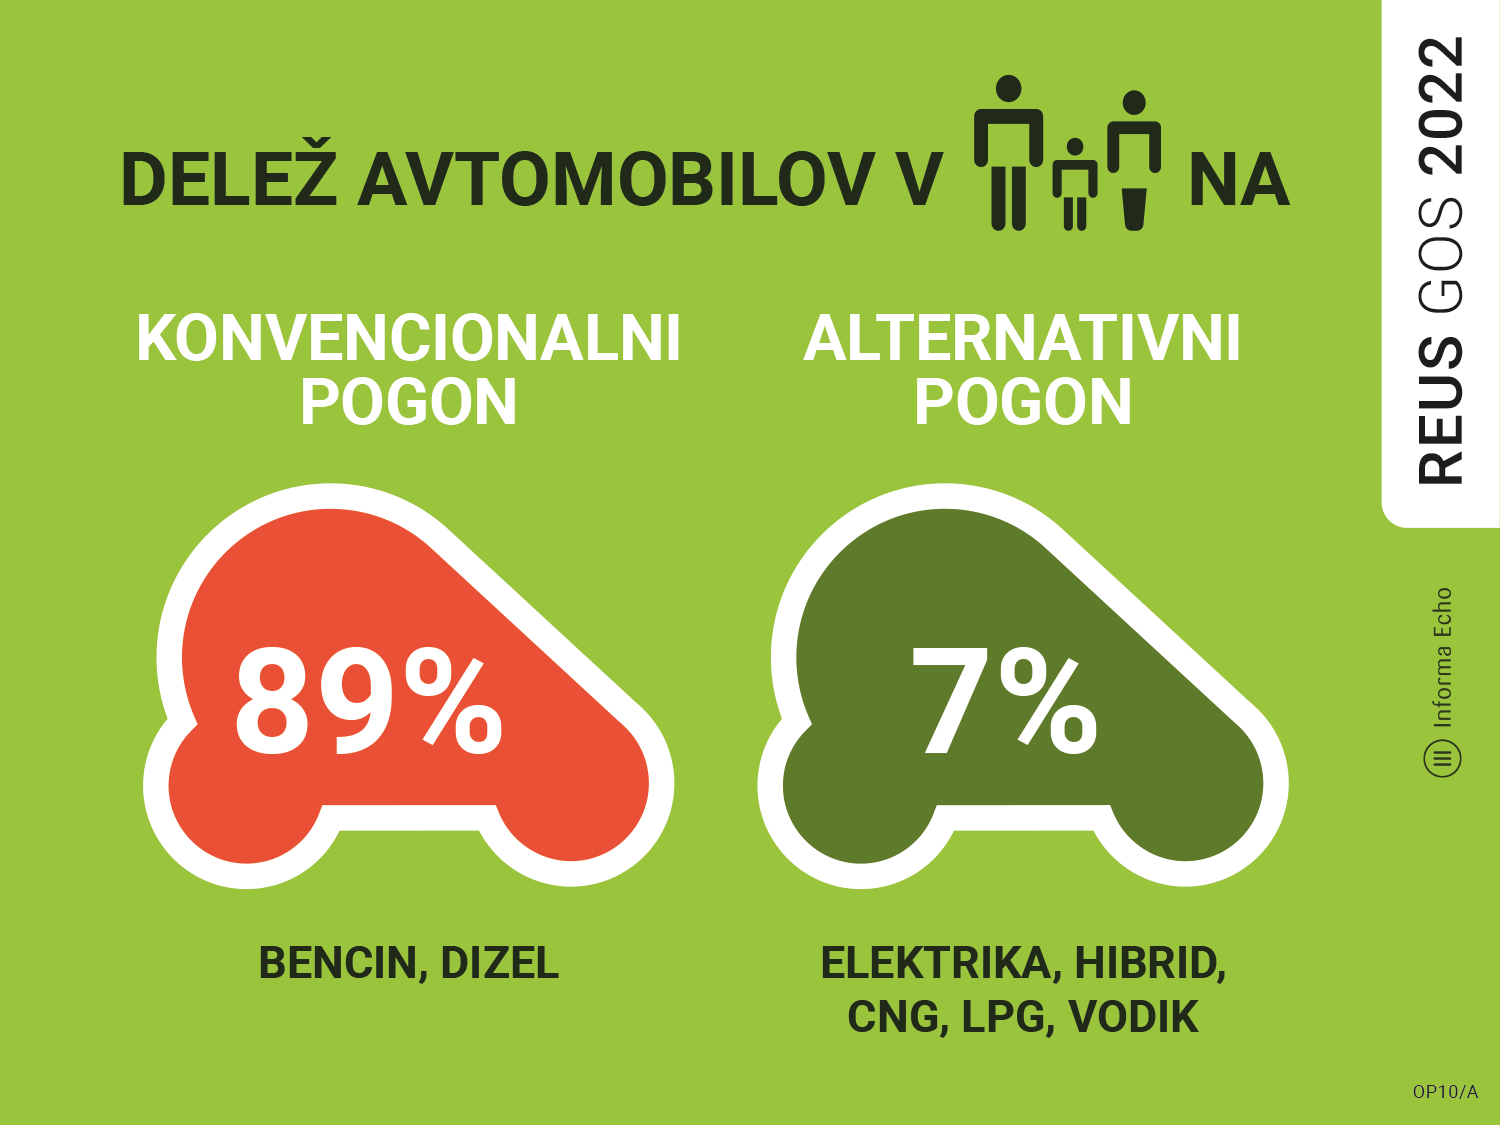 DELEŽ AVTOMOBILOV V NA
KONVENCIONALNI
POGON
ALTERNATIVNI
POGON
89%
7%
BENCIN, DIZEL
ELEKTRIKA, HIBRID,
CNG, LPG, VODIK
REUS GOS 2022
Informa Echo
OP10/A